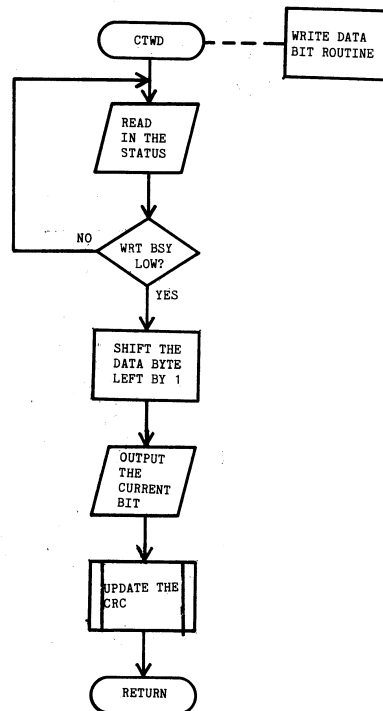 CTWD
WRITE DATA
BIT ROUTINE
READ
IN THE
STATUS
NO
WRT BSY
LOW?
YES
SHIFT THE
DATA BYTE
LEFT BY 1
OUTPUT
THE
CURRENT
BIT
UPDATE THE
CRC
RETURN